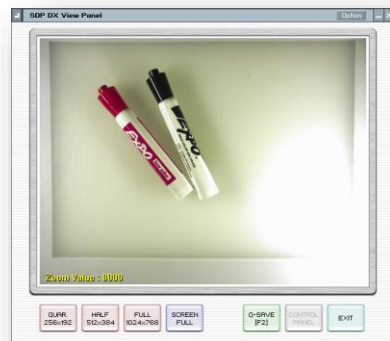 SDP DX View Panel
Option
EXPO
EXPO
Zoom Value : 0000
QUAR
256x192
HALF
512x384
FULL
1024x768
SCREEN
FULL
Q-SAVE
(F2)
CONTROL
PANEL
EXIT